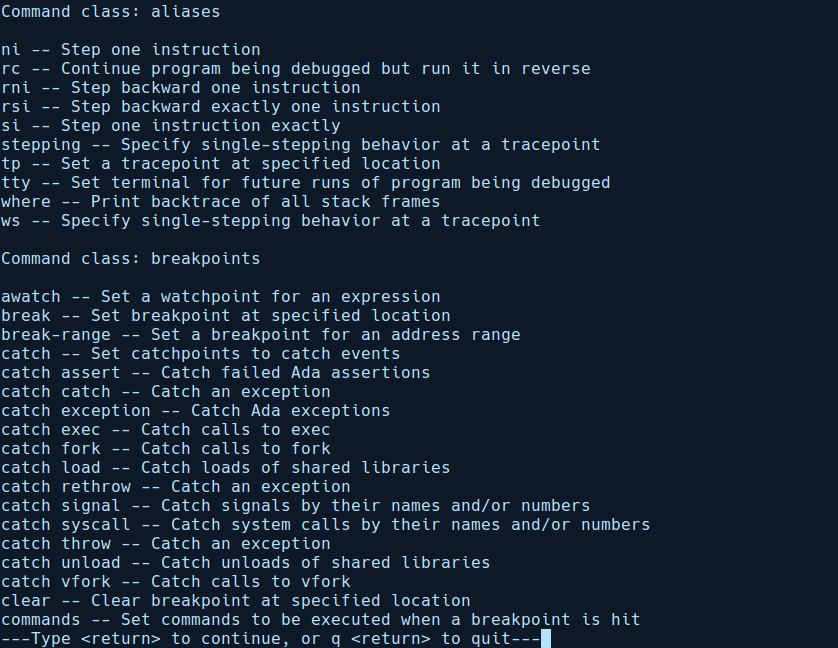 Command class: aliases

ni -- Step one instruction
rc -- Continue program being debugged but run it in reverse
rni -- Step backward one instruction
rsi -- Step backward exactly one instruction
si -- Step one instruction exactly
stepping -- Specify single-stepping behavior at a tracepoint
tp -- Set a tracepoint at specified location
tty -- Set terminal for future runs of program being debugged
where -- Print backtrace of all stack frames
ws -- Specify single-stepping behavior at a tracepoint

Command class: breakpoints

awatch -- Set a watchpoint for an expression
break -- Set breakpoint at specified location
break-range -- Set a breakpoint for an address range
catch -- Set catchpoints to catch events
catch assert -- Catch failed Ada assertions
catch catch -- Catch an exception
catch exception -- Catch Ada exceptions
catch exec -- Catch calls to exec
catch fork -- Catch calls to fork
catch load -- Catch loads of shared libraries
catch rethrow -- Catch an exception
catch signal -- Catch signals by their names and/or numbers
catch syscall -- Catch system calls by their names and/or numbers
catch throw -- Catch an exception
catch unload -- Catch unloads of shared libraries
catch vfork -- Catch calls to vfork
clear -- Clear breakpoint at specified location
commands -- Set commands to be executed when a breakpoint is hit
---Type <return> to continue, or q <return> to quit---